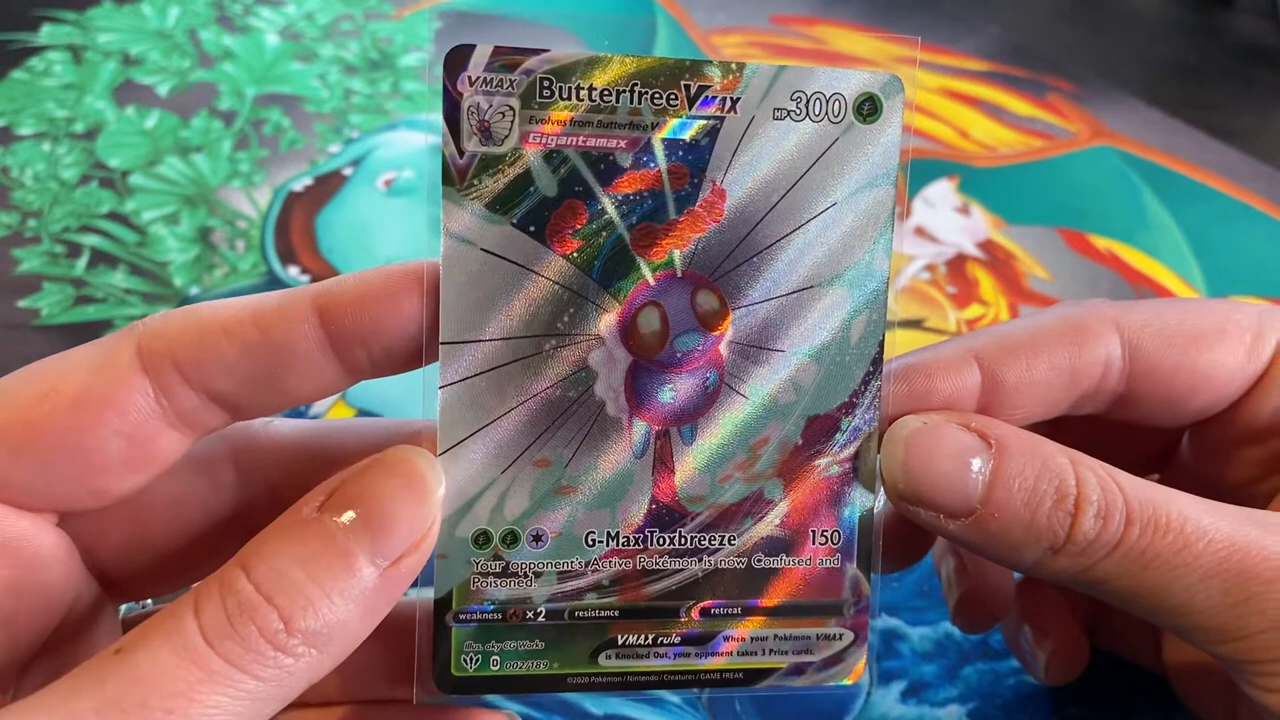 VMAX
Butterfree VMAX
HP 300
Evolves from Butterfree V
Gigantamax
G-Max Toxbreeze 150
Your opponent's Active Pokémon is now Confused and
Poisoned.
weakness ×2 resistance retreat
VMAX rule When your Pokémon VMAX
is Knocked Out, your opponent takes 3 Prize cards.
Illus. aky CG Works
D 002/189
©2020 Pokémon / Nintendo / Creatures / GAME FREAK